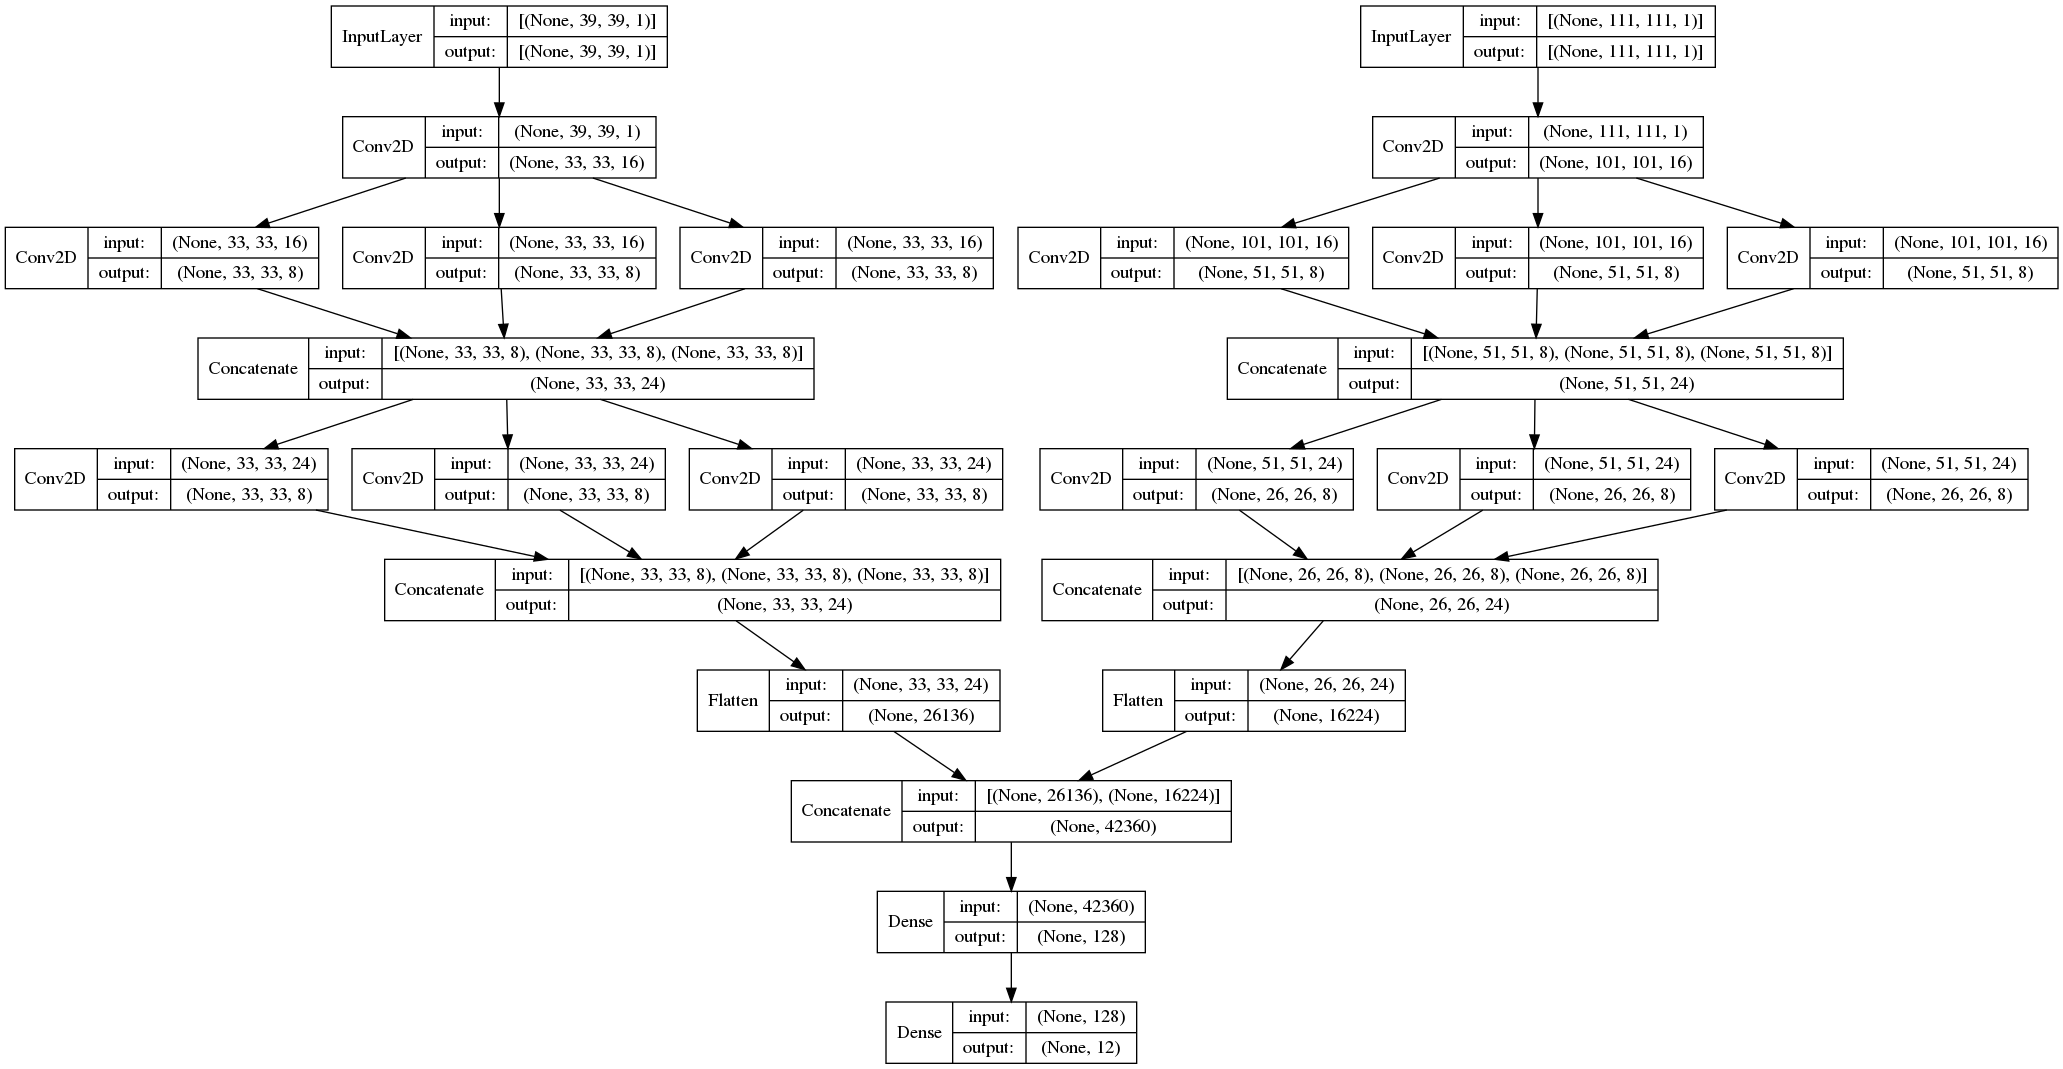 InputLayer
input:
[(None, 39, 39, 1)]
output:
[(None, 39, 39, 1)]
InputLayer
input:
[(None, 111, 111, 1)]
output:
[(None, 111, 111, 1)]
Conv2D
input:
(None, 39, 39, 1)
output:
(None, 33, 33, 16)
Conv2D
input:
(None, 111, 111, 1)
output:
(None, 101, 101, 16)
Conv2D
input:
(None, 33, 33, 16)
output:
(None, 33, 33, 8)
Conv2D
input:
(None, 33, 33, 16)
output:
(None, 33, 33, 8)
Conv2D
input:
(None, 33, 33, 16)
output:
(None, 33, 33, 8)
Conv2D
input:
(None, 101, 101, 16)
output:
(None, 51, 51, 8)
Conv2D
input:
(None, 101, 101, 16)
output:
(None, 51, 51, 8)
Conv2D
input:
(None, 101, 101, 16)
output:
(None, 51, 51, 8)
Concatenate
input:
[(None, 33, 33, 8), (None, 33, 33, 8), (None, 33, 33, 8)]
output:
(None, 33, 33, 24)
Concatenate
input:
[(None, 51, 51, 8), (None, 51, 51, 8), (None, 51, 51, 8)]
output:
(None, 51, 51, 24)
Conv2D
input:
(None, 33, 33, 24)
output:
(None, 33, 33, 8)
Conv2D
input:
(None, 33, 33, 24)
output:
(None, 33, 33, 8)
Conv2D
input:
(None, 33, 33, 24)
output:
(None, 33, 33, 8)
Conv2D
input:
(None, 51, 51, 24)
output:
(None, 26, 26, 8)
Conv2D
input:
(None, 51, 51, 24)
output:
(None, 26, 26, 8)
Conv2D
input:
(None, 51, 51, 24)
output:
(None, 26, 26, 8)
Concatenate
input:
[(None, 33, 33, 8), (None, 33, 33, 8), (None, 33, 33, 8)]
output:
(None, 33, 33, 24)
Concatenate
input:
[(None, 26, 26, 8), (None, 26, 26, 8), (None, 26, 26, 8)]
output:
(None, 26, 26, 24)
Flatten
input:
(None, 33, 33, 24)
output:
(None, 26136)
Flatten
input:
(None, 26, 26, 24)
output:
(None, 16224)
Concatenate
input:
[(None, 26136), (None, 16224)]
output:
(None, 42360)
Dense
input:
(None, 42360)
output:
(None, 128)
Dense
input:
(None, 128)
output:
(None, 12)